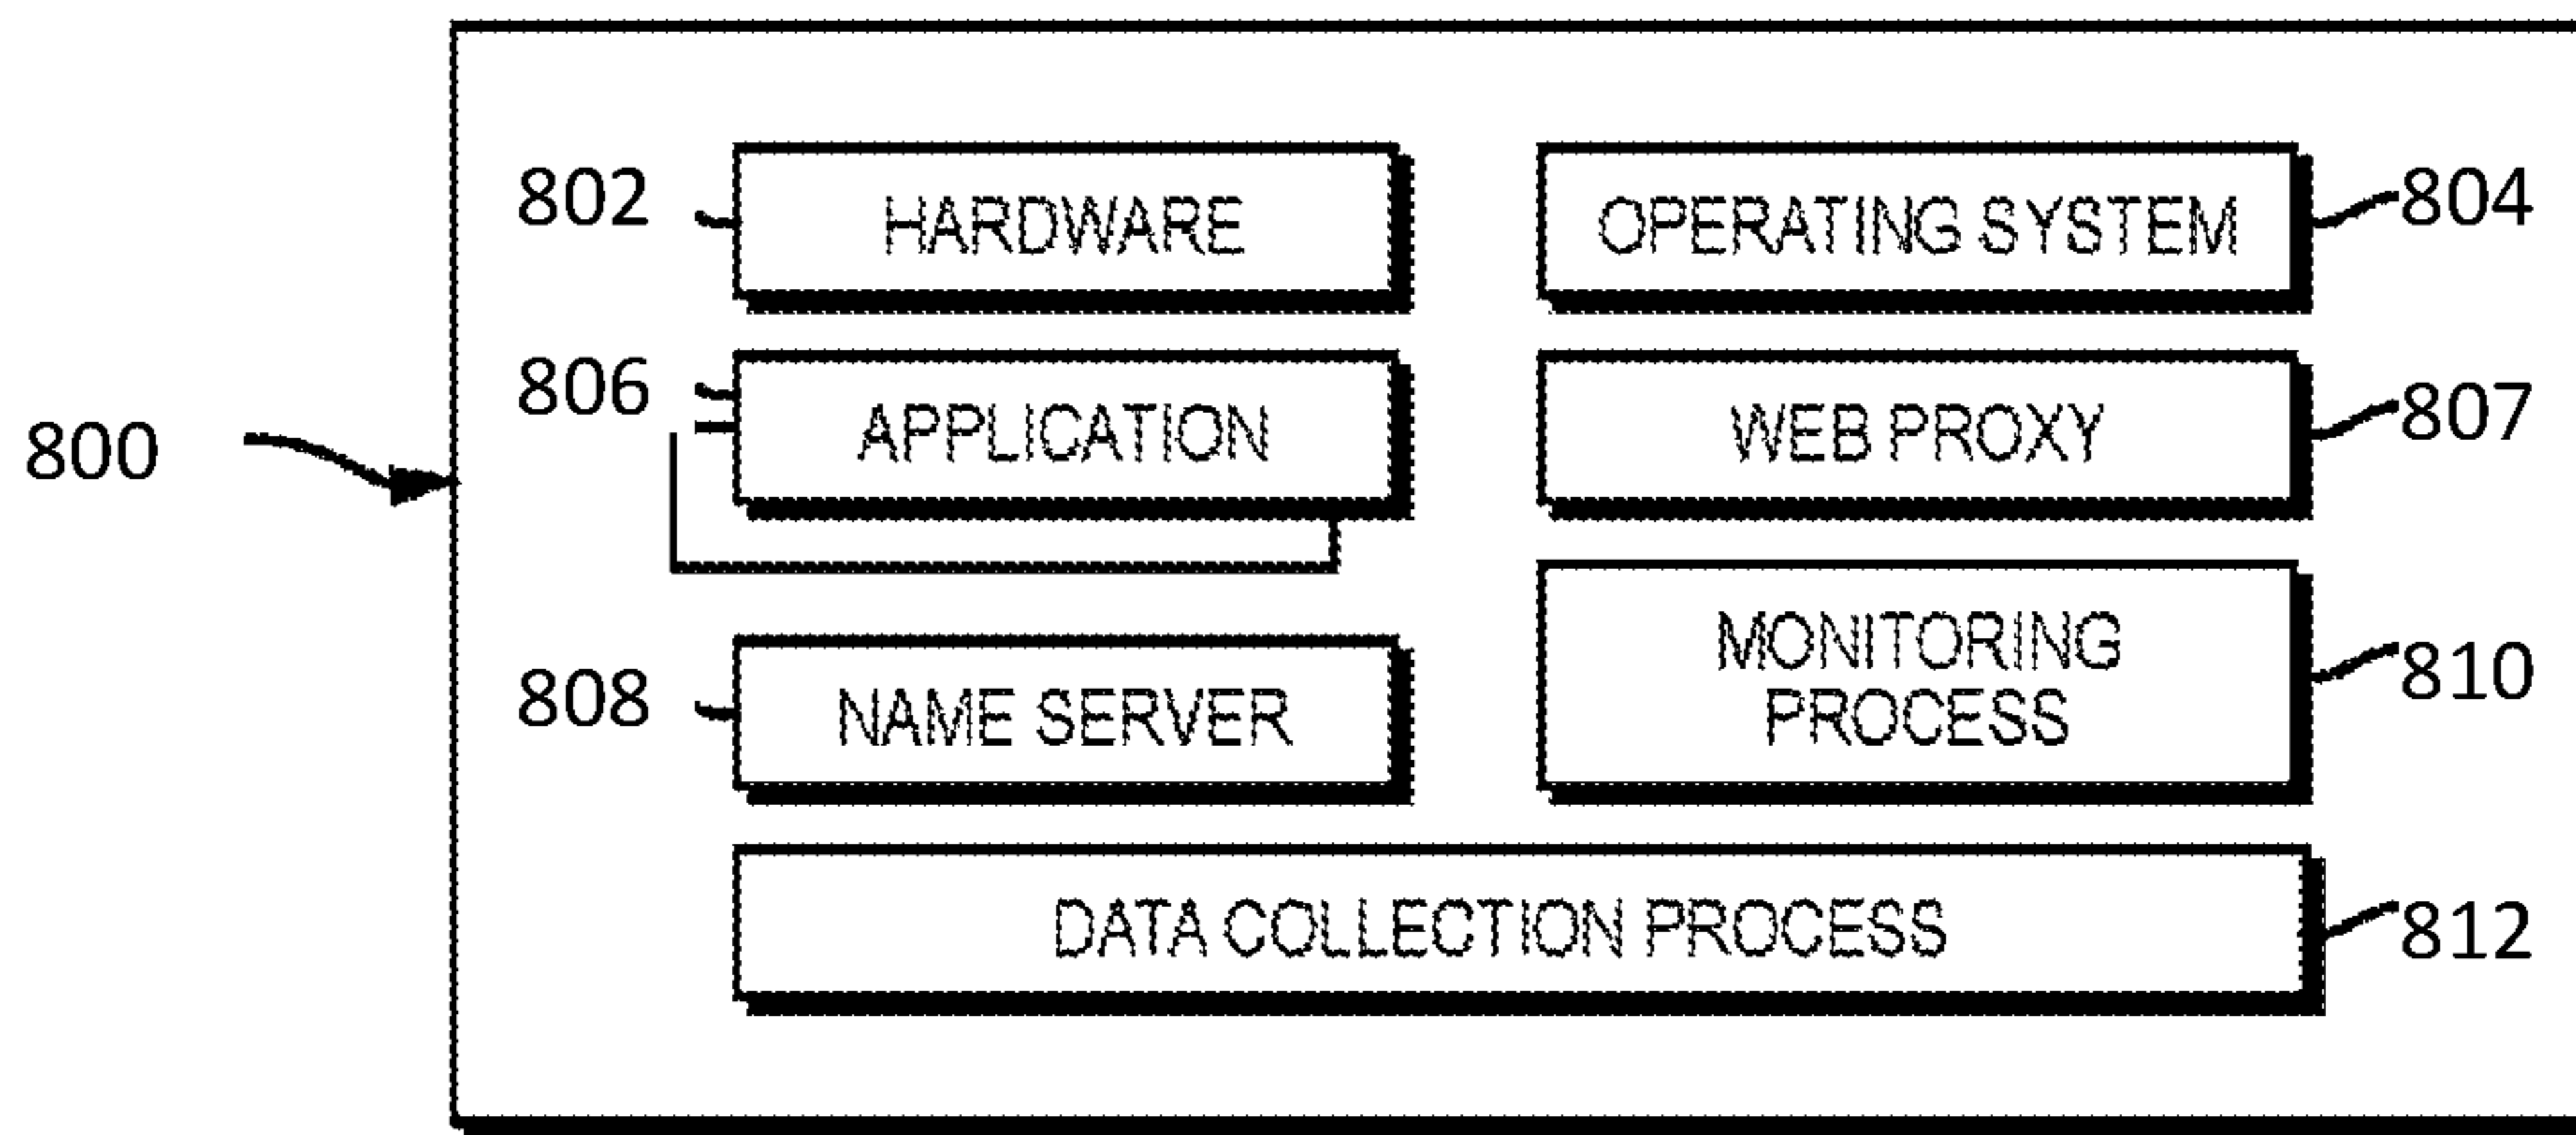 802 HARDWARE
OPERATING SYSTEM 804
806 APPLICATION
WEB PROXY 807
800
808 NAME SERVER
MONITORING
PROCESS
810
DATA COLLECTION PROCESS 812